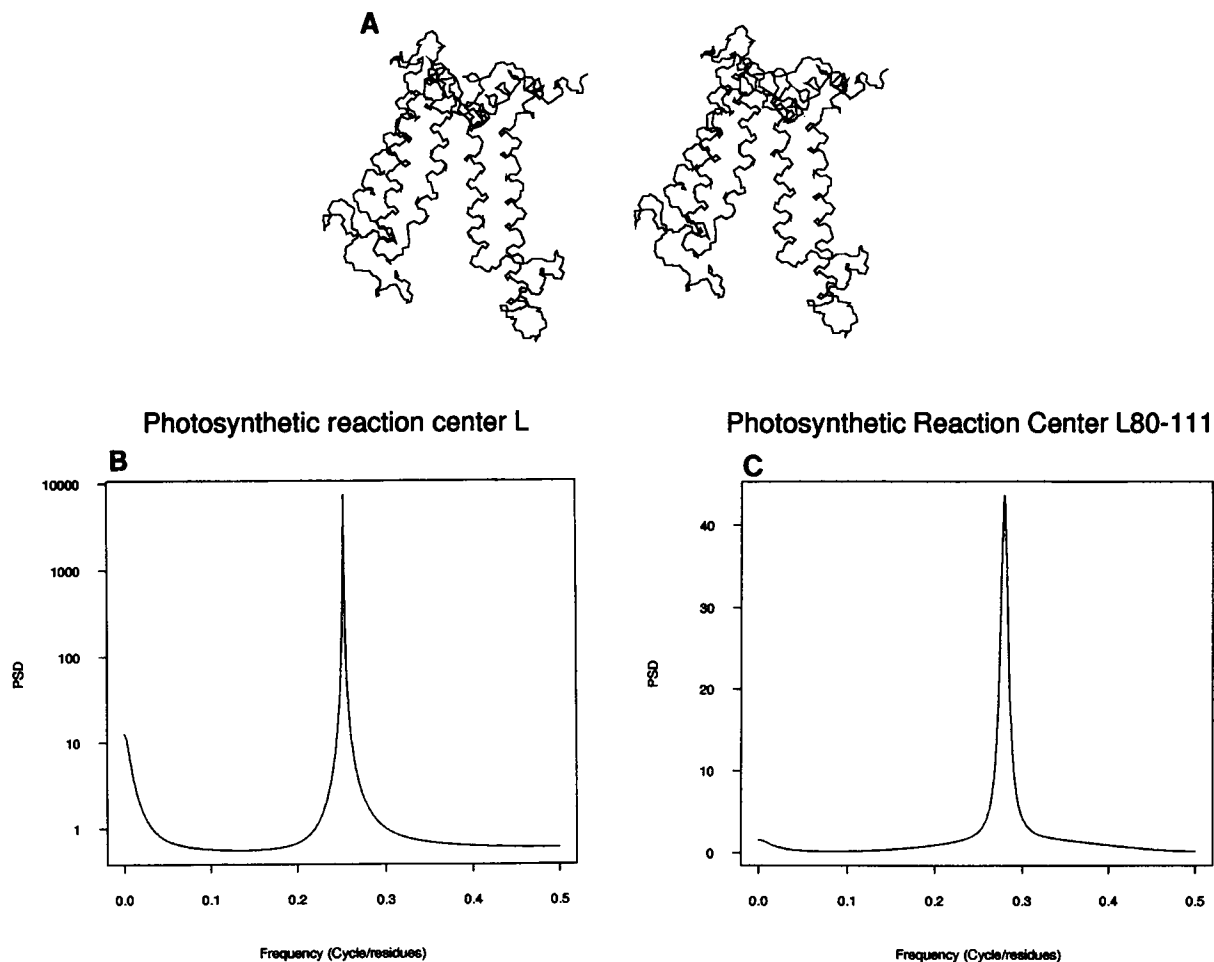 A
Photosynthetic reaction center L
B
10000
1000
100
10
1
PSD
0.0 0.1 0.2 0.3 0.4 0.5
Frequency (Cycle/residues)
Photosynthetic Reaction Center L80-111
C
40
30
20
10
0
PSD
0.0 0.1 0.2 0.3 0.4 0.5
Frequency (Cycle/residues)